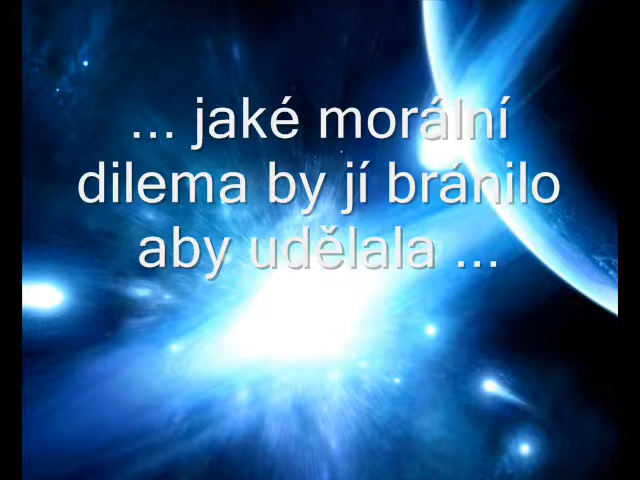 ... jaké morální
dilema by jí bránilo
aby udělala ...